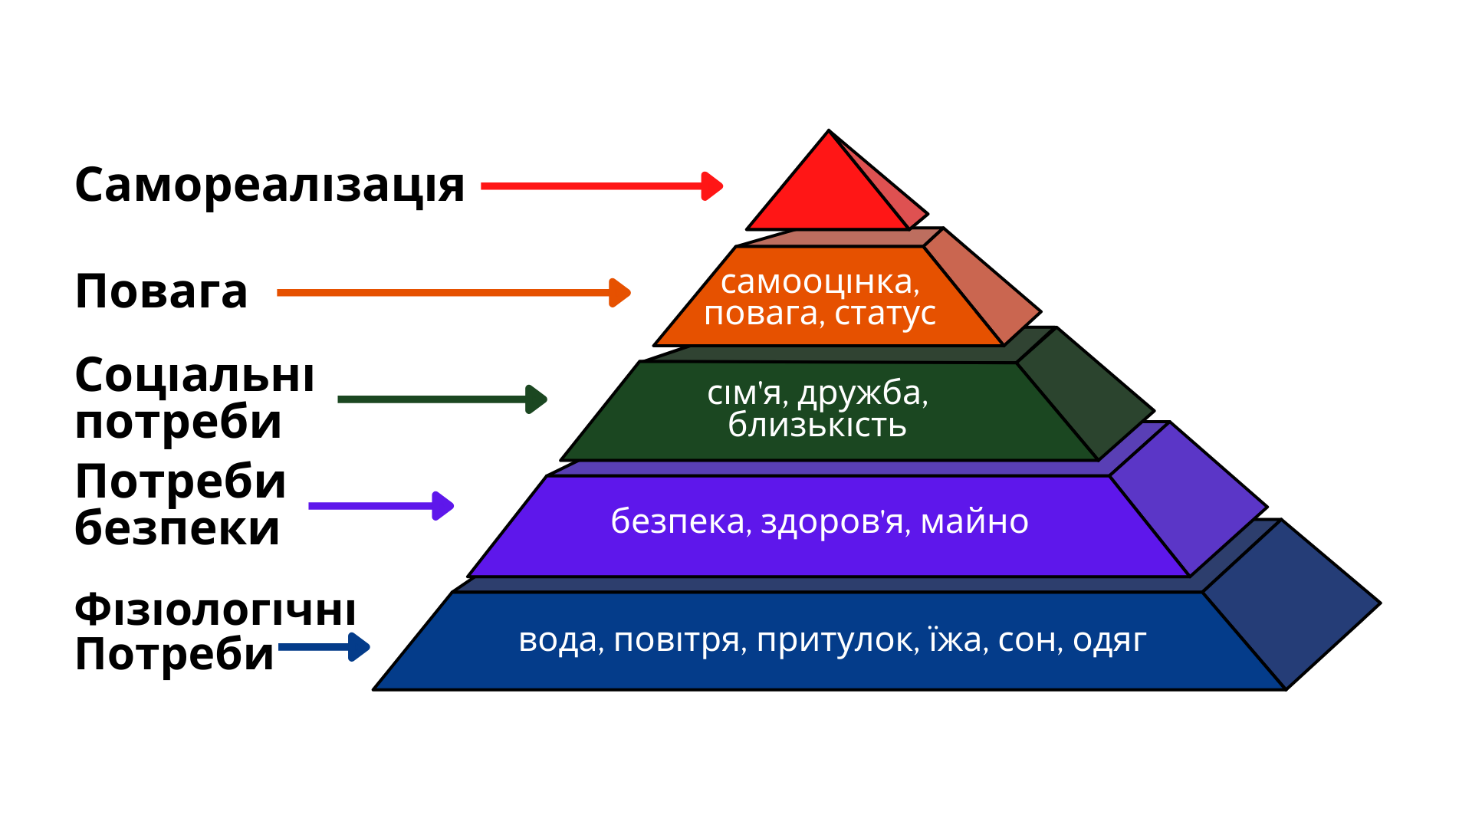 Самореалізація
Повага
Соціальні
потреби
Потреби
безпеки
Фізіологічні
Потреби
самооцінка,
повага, статус
сім'я, дружба,
близькість
безпека, здоров'я, майно
вода, повітря, притулок, їжа, сон, одяг